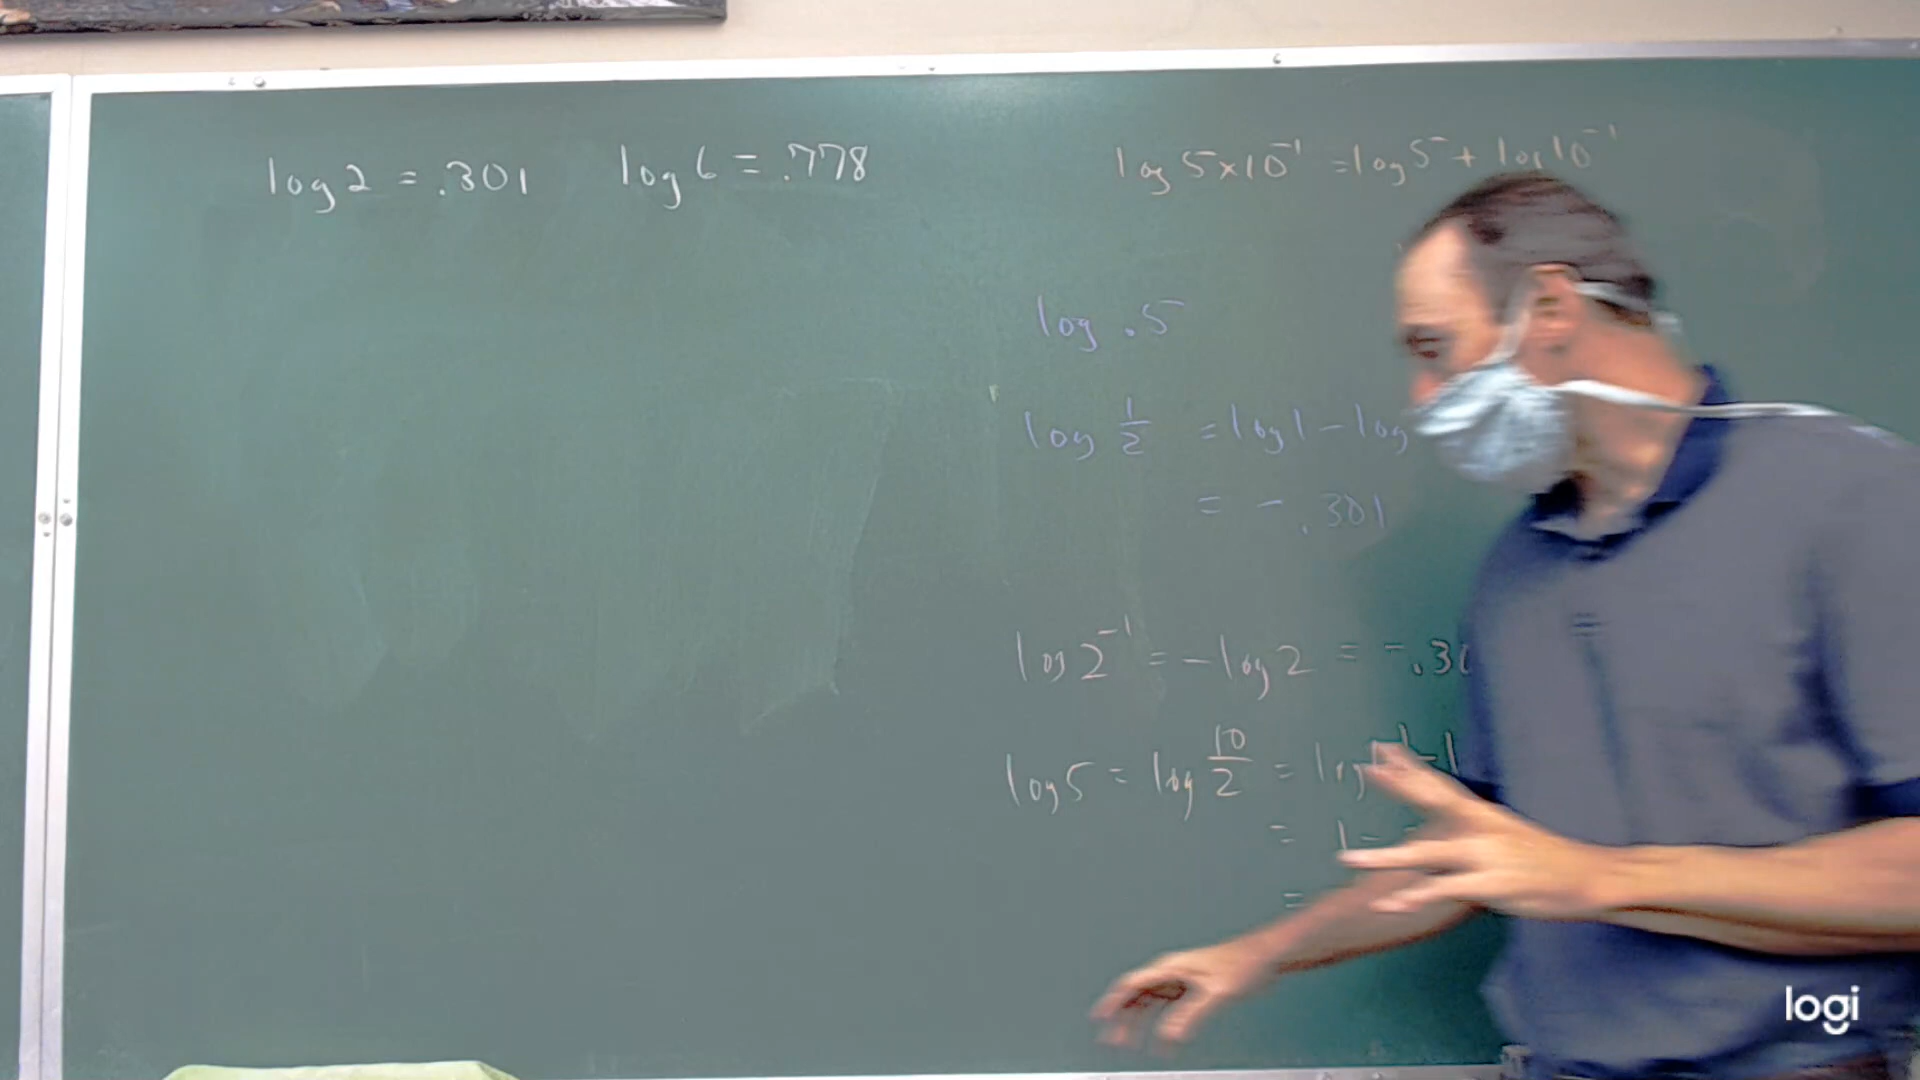 log 2 = .301 log 6 = .778
log 5×10⁻¹ = log 5 + log 10⁻¹
log .5
log 1/2 = log 1 - log
= - .301
log 2⁻¹ = - log 2 = -.30
log 5 = log 10/2 = log
= 1 -
=
logi